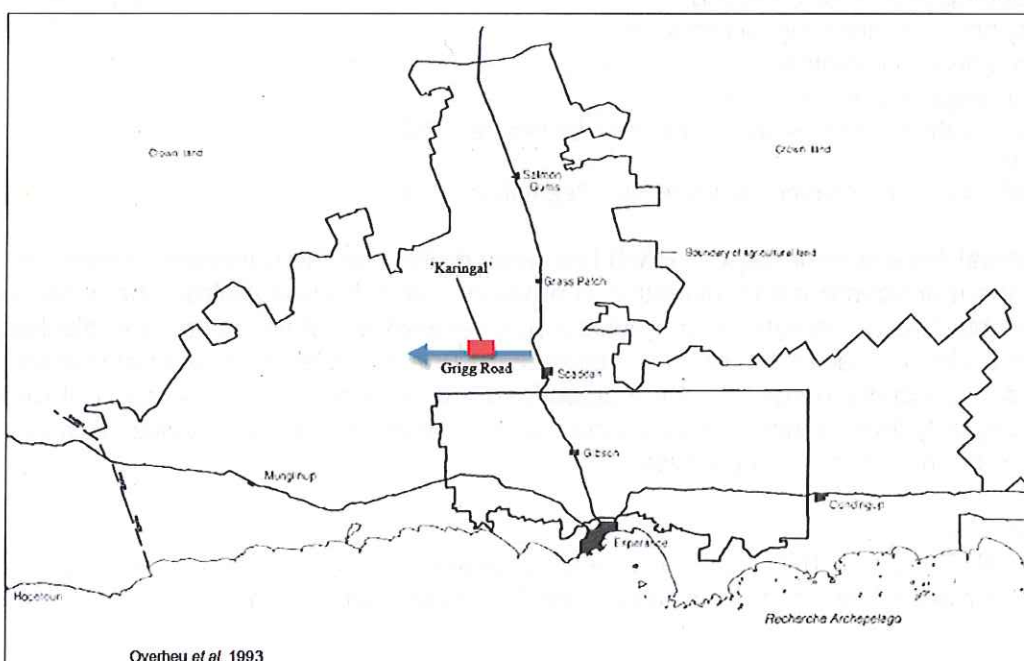 Crown land
Crown land
Salmon
Gums
Boundary of agricultural land
'Karingal'
Grass Patch
Grigg Road
Scaddan
Gibson
Munglinup
Condingup
Esperance
Hopetoun
Recherche Archepelago
Overheu et al. 1993